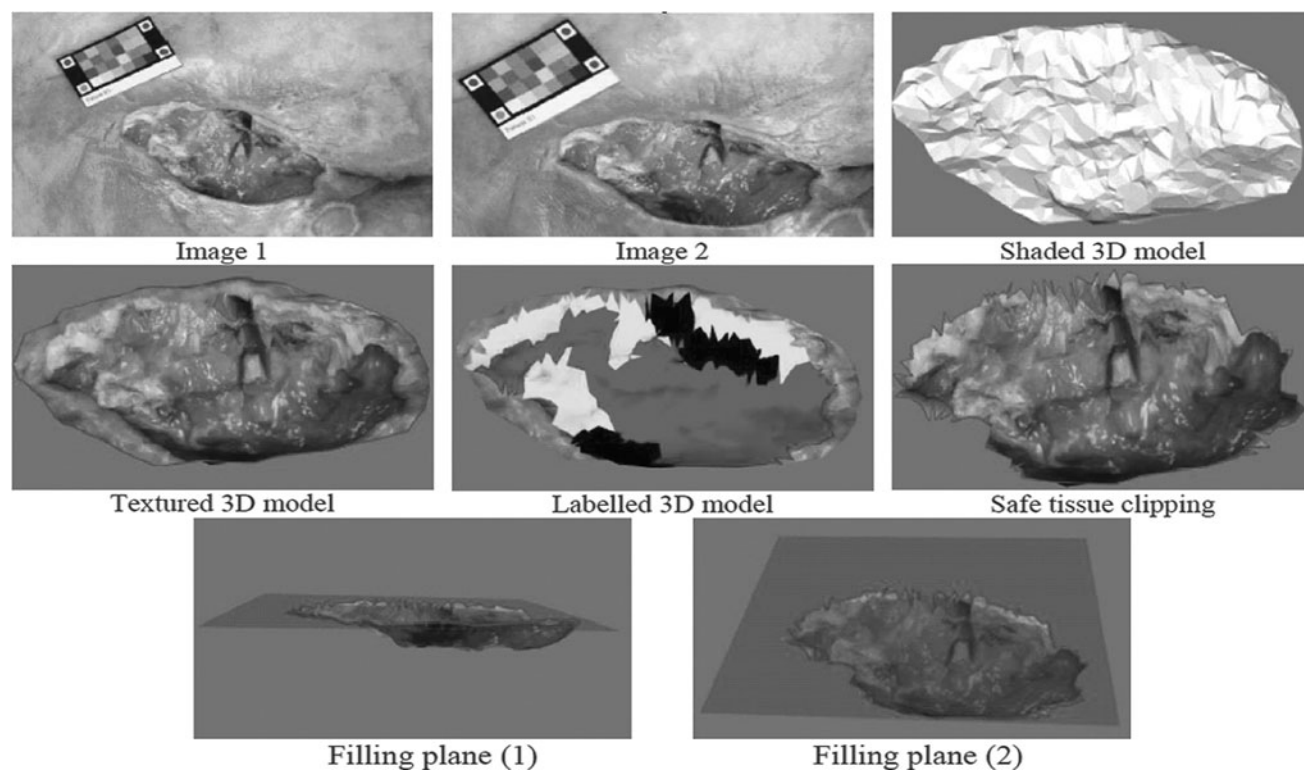 Image 1
Image 2
Shaded 3D model
Textured 3D model
Labelled 3D model
Safe tissue clipping
Filling plane (1)
Filling plane (2)